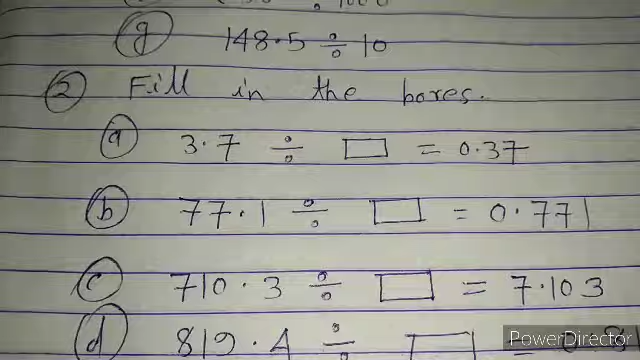 ÷ 1000
(g) 148.5 ÷ 10
(2) Fill in the boxes.
(a) 3.7 ÷ □ = 0.37
(b) 77.1 ÷ □ = 0.771
(c) 710.3 ÷ □ = 7.103
(d) 819.4 ÷ □ =
PowerDirector